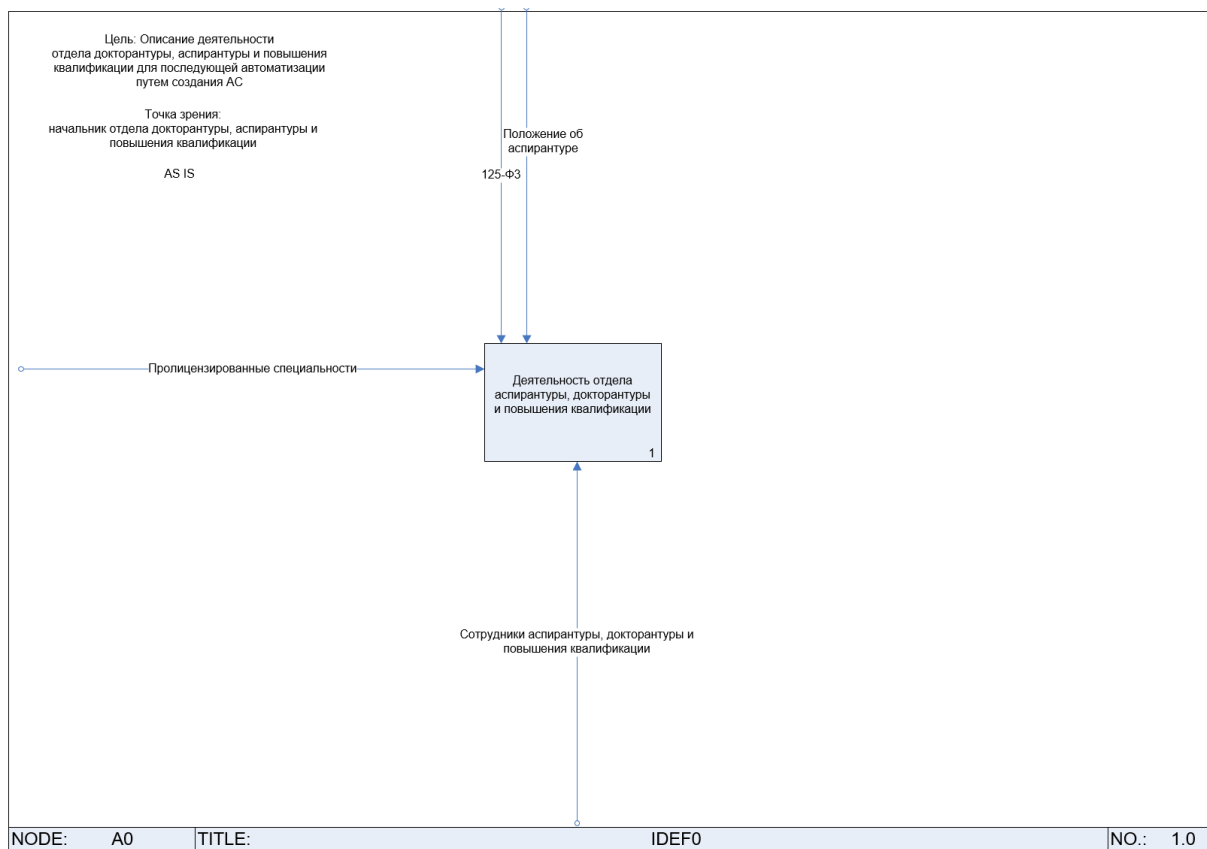 Цель: Описание деятельности
отдела докторантуры, аспирантуры и повышения
квалификации для последующей автоматизации
путем создания АС
Точка зрения:
начальник отдела докторантуры, аспирантуры и
повышения квалификации
AS IS
Положение об
аспирантуре
125-ФЗ
Пролицензированные специальности
Деятельность отдела
аспирантуры, докторантуры
и повышения квалификации
1
Сотрудники аспирантуры, докторантуры и
повышения квалификации
NODE: A0 TITLE: IDEF0 NO.: 1.0